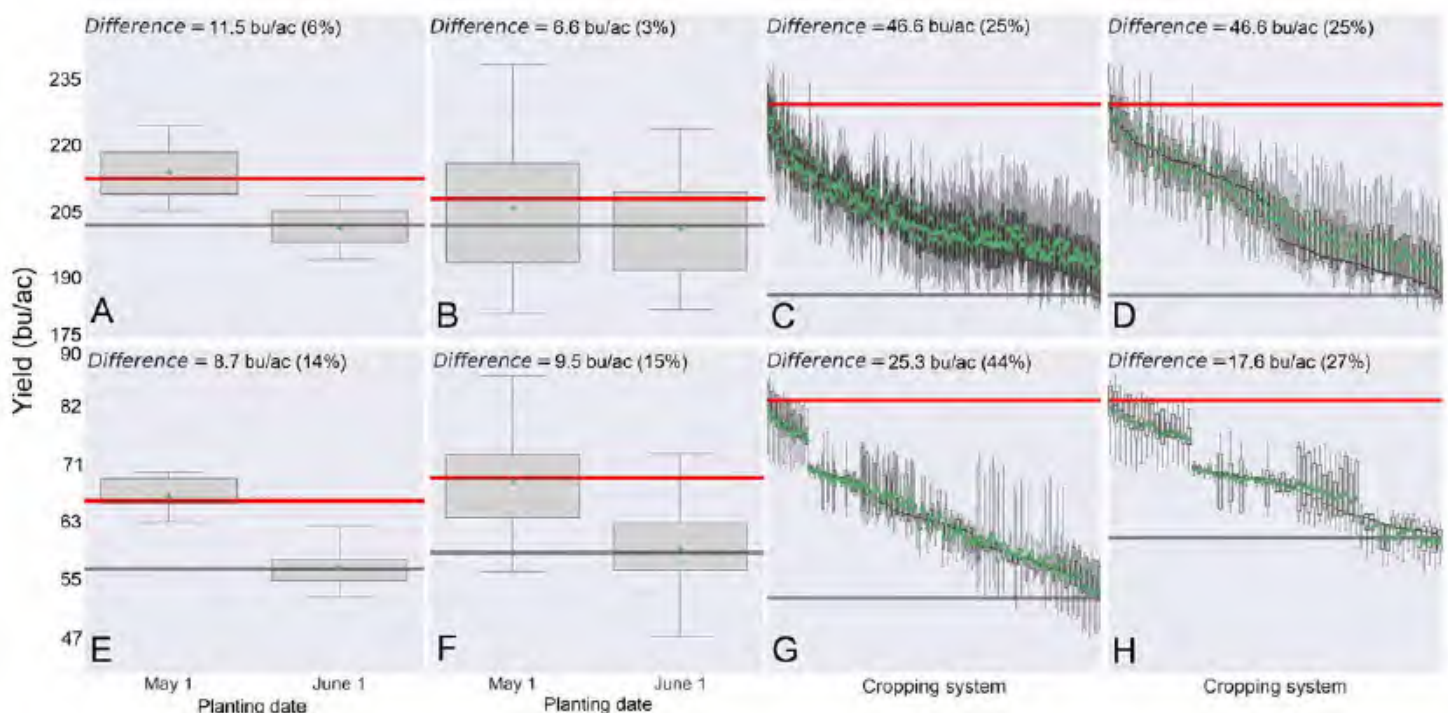 Difference = 11.5 bu/ac (6%)
Difference = 6.6 bu/ac (3%)
Difference = 46.6 bu/ac (25%)
Difference = 46.6 bu/ac (25%)
235
220
205
190
175
A
B
C
D
Yield (bu/ac)
Difference = 8.7 bu/ac (14%)
Difference = 9.5 bu/ac (15%)
Difference = 25.3 bu/ac (44%)
Difference = 17.6 bu/ac (27%)
90
82
71
63
55
47
E
F
G
H
May 1
June 1
May 1
June 1
Planting date
Planting date
Cropping system
Cropping system